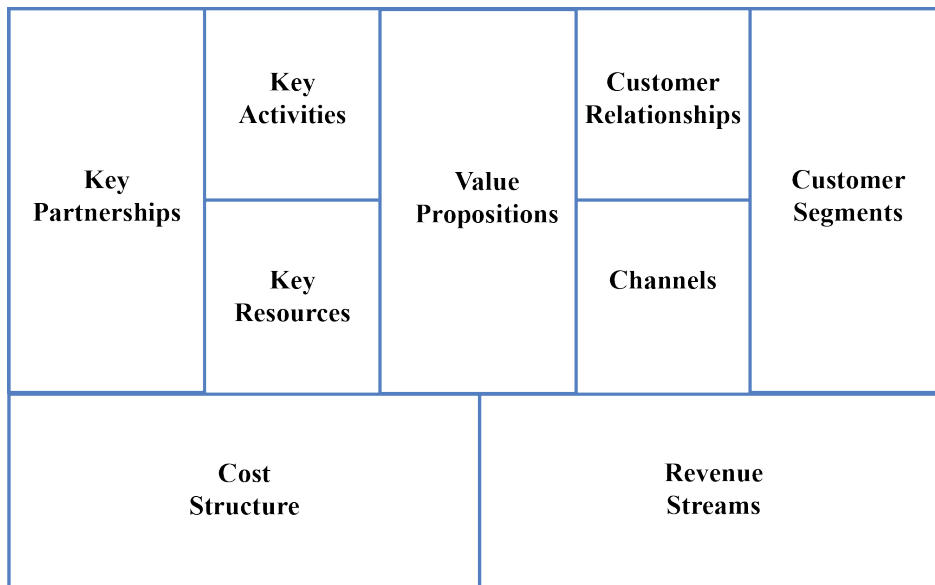 Key
Partnerships
Key
Activities
Key
Resources
Value
Propositions
Customer
Relationships
Channels
Customer
Segments
Cost
Structure
Revenue
Streams